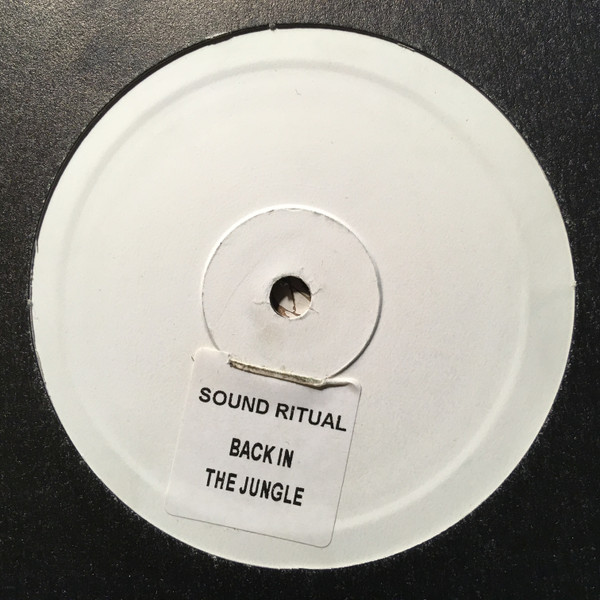 SOUND RITUAL
BACK IN
THE JUNGLE